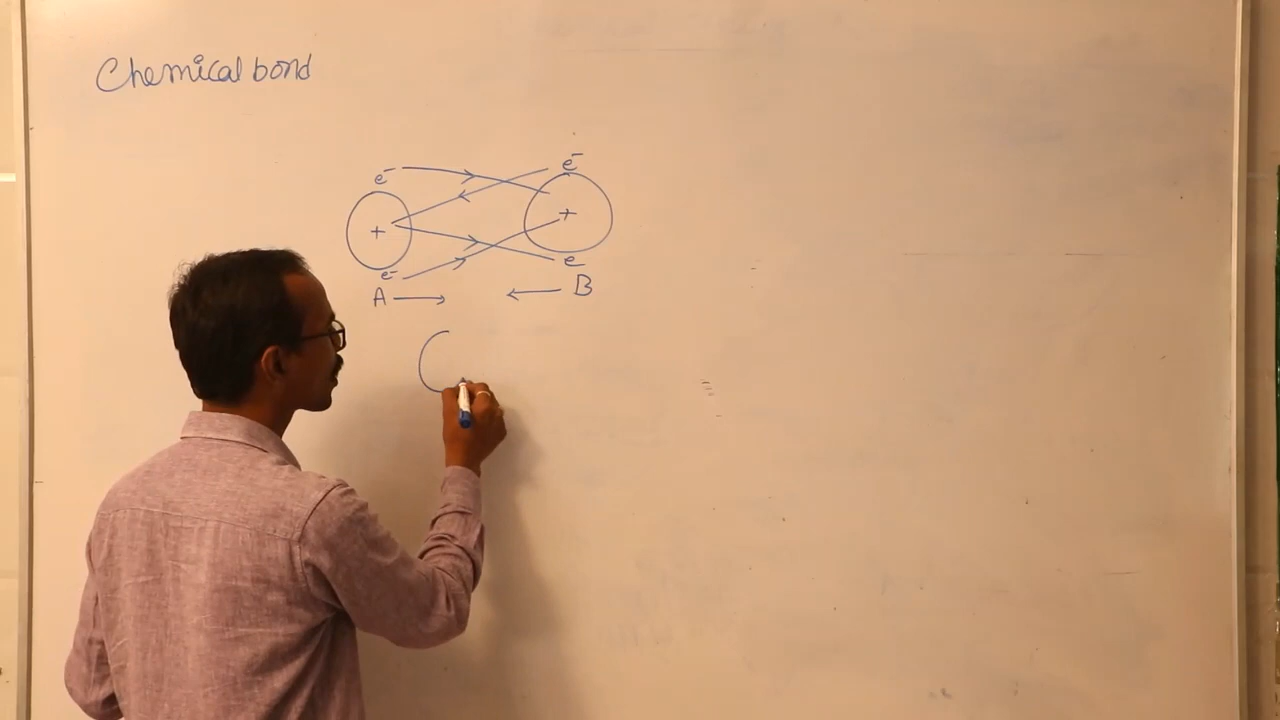 Chemical bond
e⁻ e⁻
+ +
e⁻ e
A → ← B